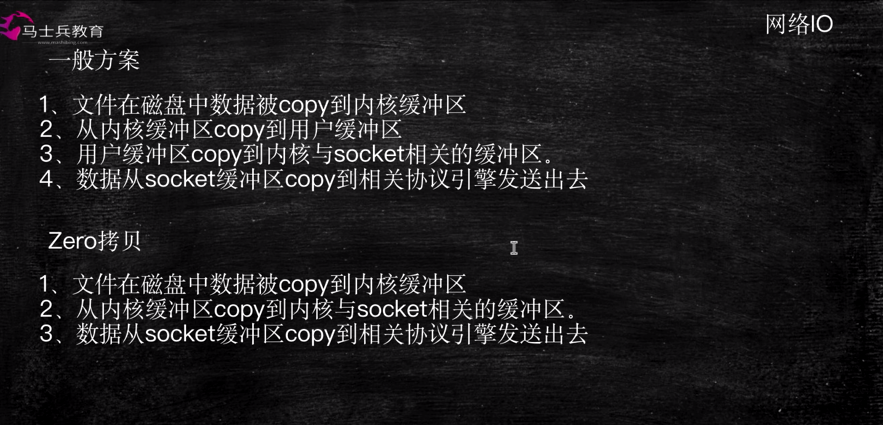 马士兵教育
网络IO
一般方案
1、文件在磁盘中数据被copy到内核缓冲区
2、从内核缓冲区copy到用户缓冲区
3、用户缓冲区copy到内核与socket相关的缓冲区。
4、数据从socket缓冲区copy到相关协议引擎发送出去
Zero拷贝
1、文件在磁盘中数据被copy到内核缓冲区
2、从内核缓冲区copy到内核与socket相关的缓冲区。
3、数据从socket缓冲区copy到相关协议引擎发送出去